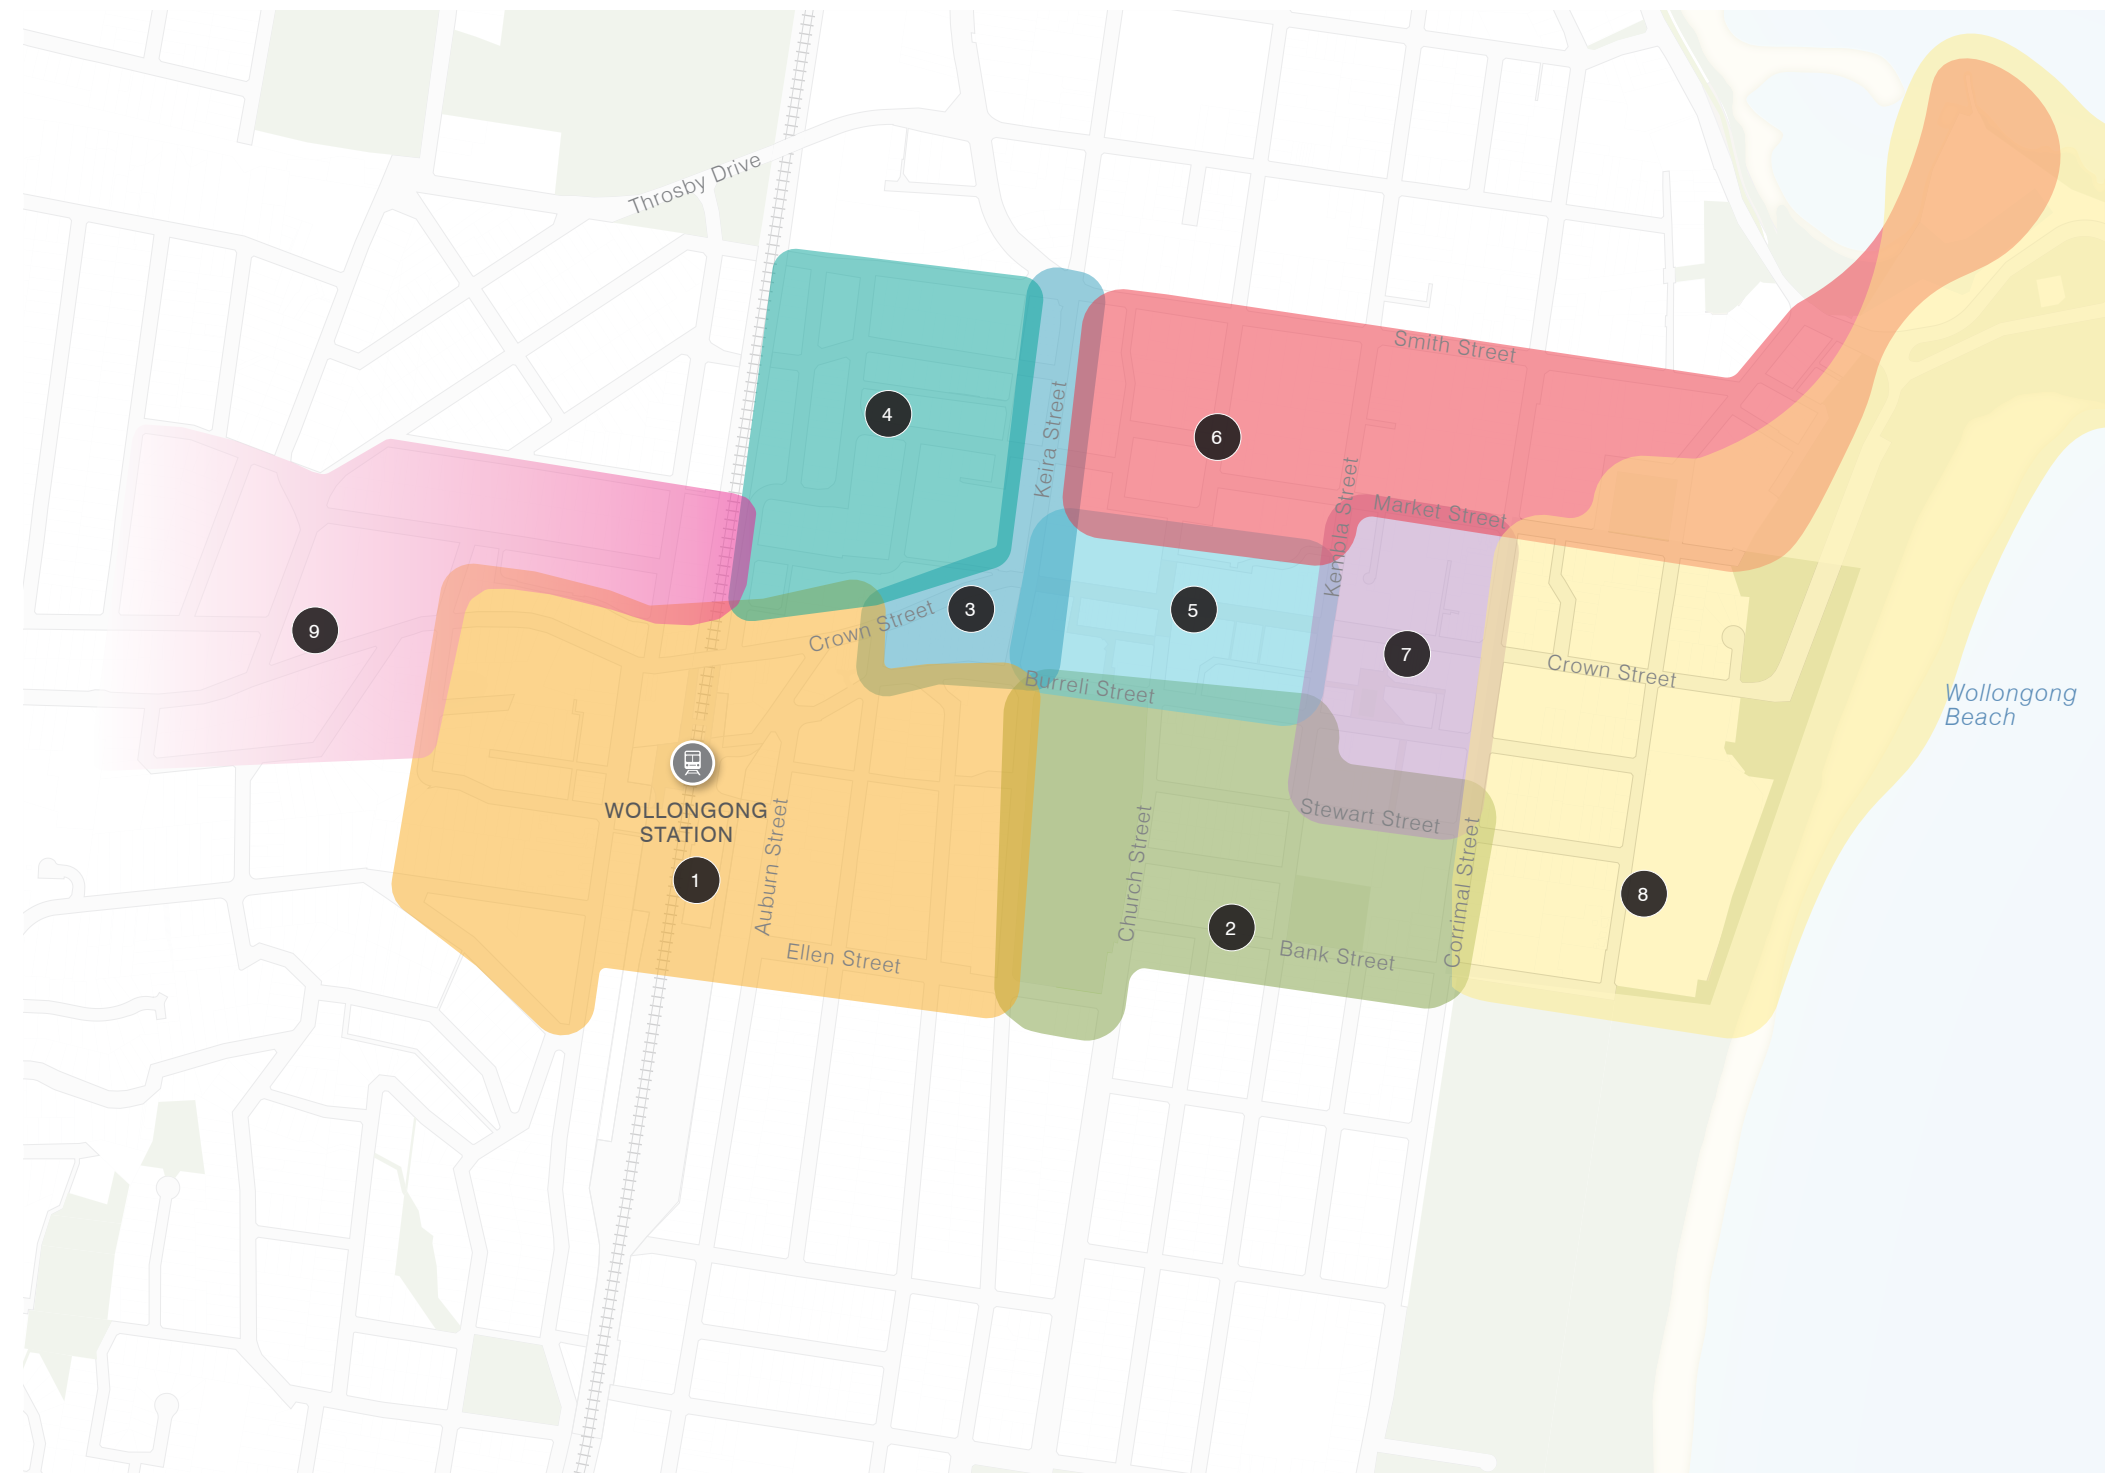 Throsby Drive
Smith Street
4
Keira Street
6
Kembla Street
Market Street
9
Crown Street
3
5
7
Crown Street
Burreli Street
Wollongong
Beach
WOLLONGONG
STATION
1
Auburn Street
Church Street
Stewart Street
Corrimal Street
8
2
Ellen Street
Bank Street